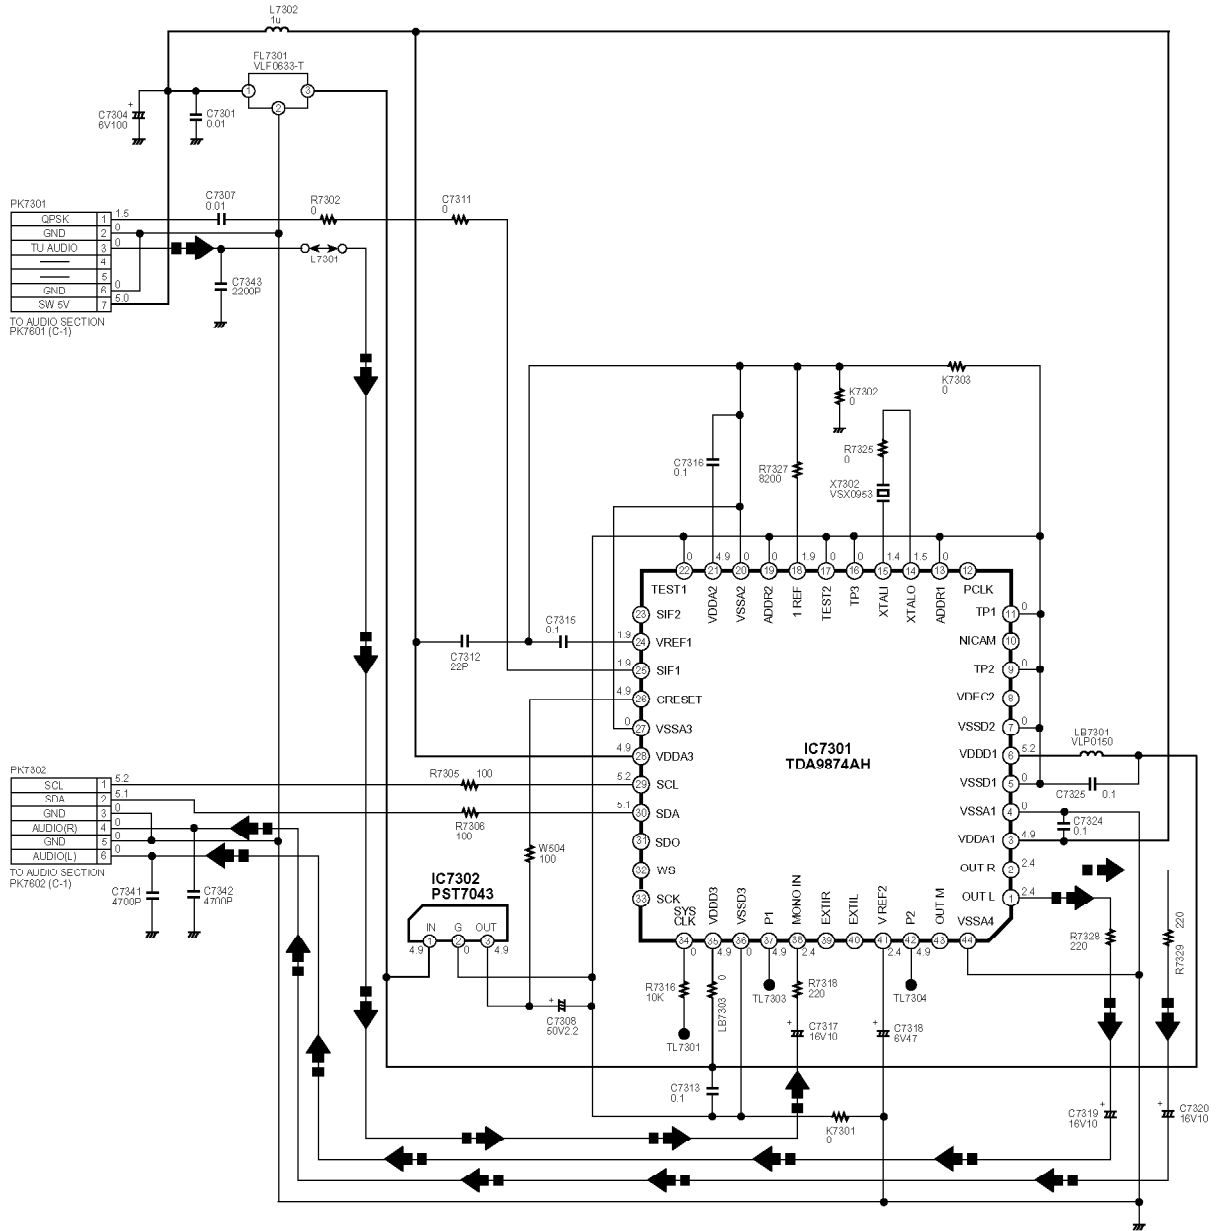 L7302
1u
FL7301
VLF0633-T
1
3
2
+
C7304
6V100
C7301
0.01
PK7301
QPSK 1 1.5
GND 2 0
TU AUDIO 3 0
4
5
GND 6 0
SW 5V 7 5.0
TO AUDIO SECTION
PK7601 (C-1)
C7307
0.01
R7302
0
C7311
0
L7301
C7343
2200P
K7302
0
K7303
0
C7316
0.1
R7327
8200
R7325
0
X7302
VSX0953
0 4.9 0 0 1.9 0 0 1.4 1.5 0
22 21 20 19 18 17 16 15 14 13 12
TEST1
VDDA2
VSSA2
ADDR2
1 REF
TEST2
TP3
XTALI
XTALO
ADDR1
PCLK
23 SIF2
1.9 24 VREF1
1.9 25 SIF1
4.9 26 CRESET
0 27 VSSA3
4.9 28 VDDA3
5.2 29 SCL
5.1 30 SDA
31 SDO
32 WS
33 SCK
C7312
22P
C7315
0.1
IC7301
TDA9874AH
TP1 11 0
NICAM 10
TP2 9 0
VDEC2 8
VSSD2 7 0
VDDD1 6 5.2
VSSD1 5 0
VSSA1 4 0
VDDA1 3 4.9
OUT R 2 2.4
OUT L 1 2.4
VSSA4
LB7301
VLP0150
C7325 0.1
C7324
0.1
PK7302
SCL 1 5.2
SDA 2 5.1
GND 3 0
AUDIO(R) 4 0
GND 5 0
AUDIO(L) 6 0
TO AUDIO SECTION
PK7602 (C-1)
R7305 100
R7306
100
W504
100
C7341
4700P
C7342
4700P
IC7302
PST7043
IN G OUT
1 2 3
4.9 0 4.9
+
C7308
50V2.2
SYS
CLK
VDDD3
VSSD3
P1
MONO IN
EXTIR
EXTIL
V REF2
P2
OUT M
34 35 36 37 38 39 40 41 42 43 44
0 4.9 0 4.9 2.4 2.4 4.9
R7316
10K
LB7303 0
TL7303
R7318
220
TL7304
TL7301
+
C7317
16V10
+
C7318
6V47
C7313
0.1
K7301
0
R7328
220
R7329 220
+
C7319
16V10
+
C7320
16V10